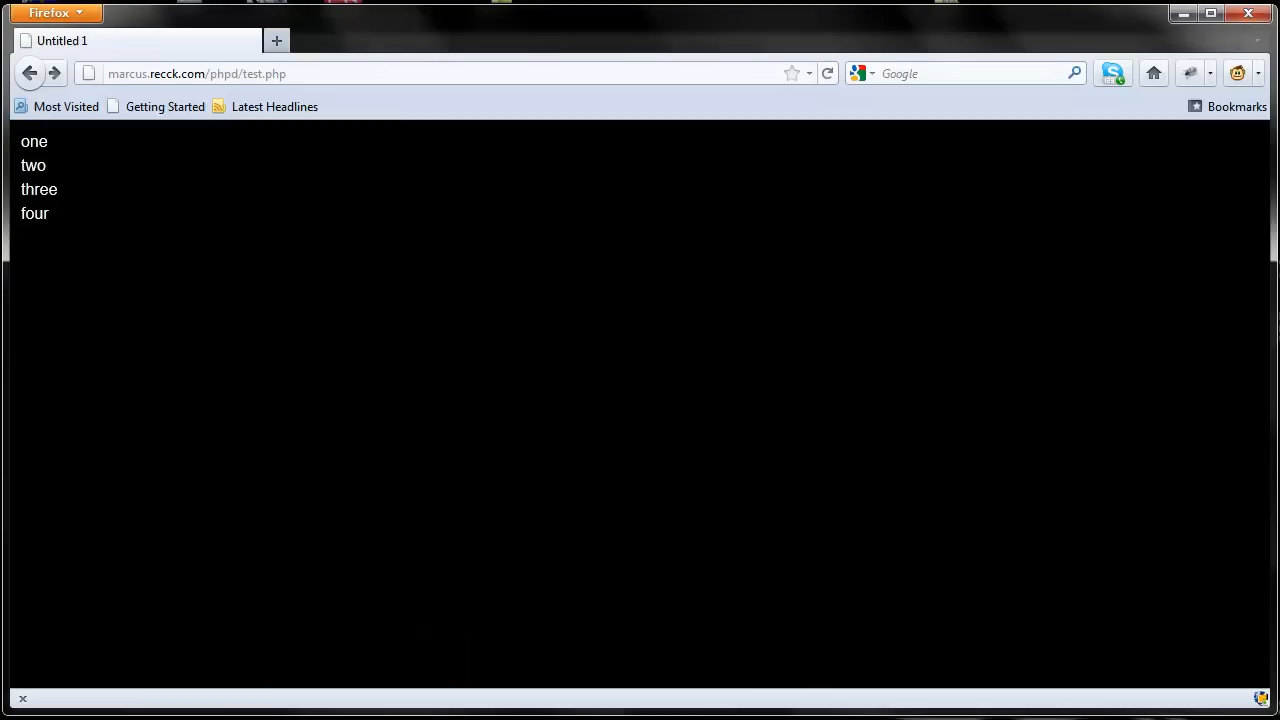 Firefox
Untitled 1
marcus.recck.com/phpd/test.php
Google
Most Visited Getting Started Latest Headlines Bookmarks
one
two
three
four